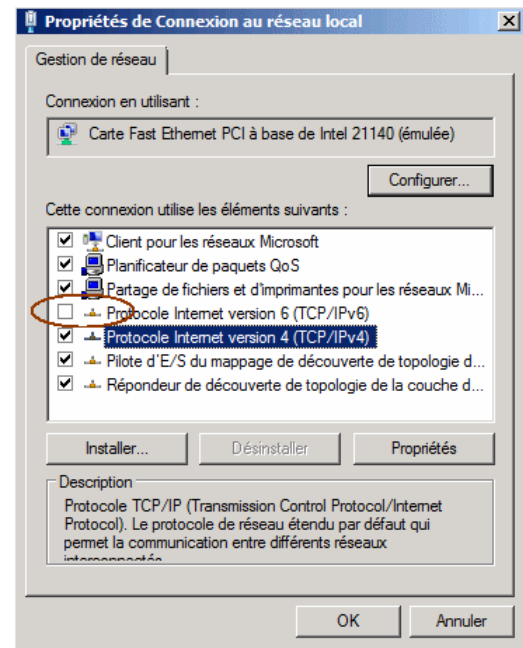 Propriétés de Connexion au réseau local
Gestion de réseau
Connexion en utilisant :
Carte Fast Ethernet PCI à base de Intel 21140 (émulée)
Configurer...
Cette connexion utilise les éléments suivants :
Client pour les réseaux Microsoft
Planificateur de paquets QoS
Partage de fichiers et d'imprimantes pour les réseaux Mi...
Protocole Internet version 6 (TCP/IPv6)
Protocole Internet version 4 (TCP/IPv4)
Pilote d'E/S du mappage de découverte de topologie d...
Répondeur de découverte de topologie de la couche d...
Installer...
Désinstaller
Propriétés
Description
Protocole TCP/IP (Transmission Control Protocol/Internet
Protocol). Le protocole de réseau étendu par défaut qui
permet la communication entre différents réseaux
interconnectés
OK
Annuler